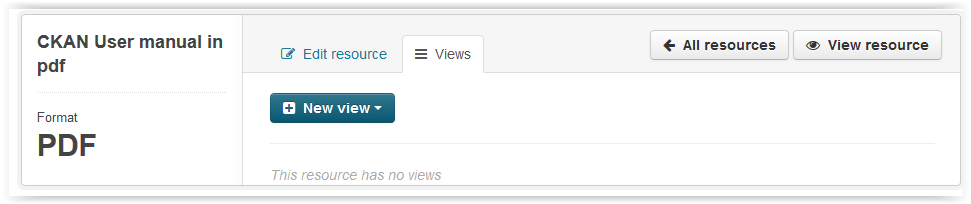 CKAN User manual in
pdf
Format
PDF
Edit resource
Views
All resources
View resource
New view
This resource has no views